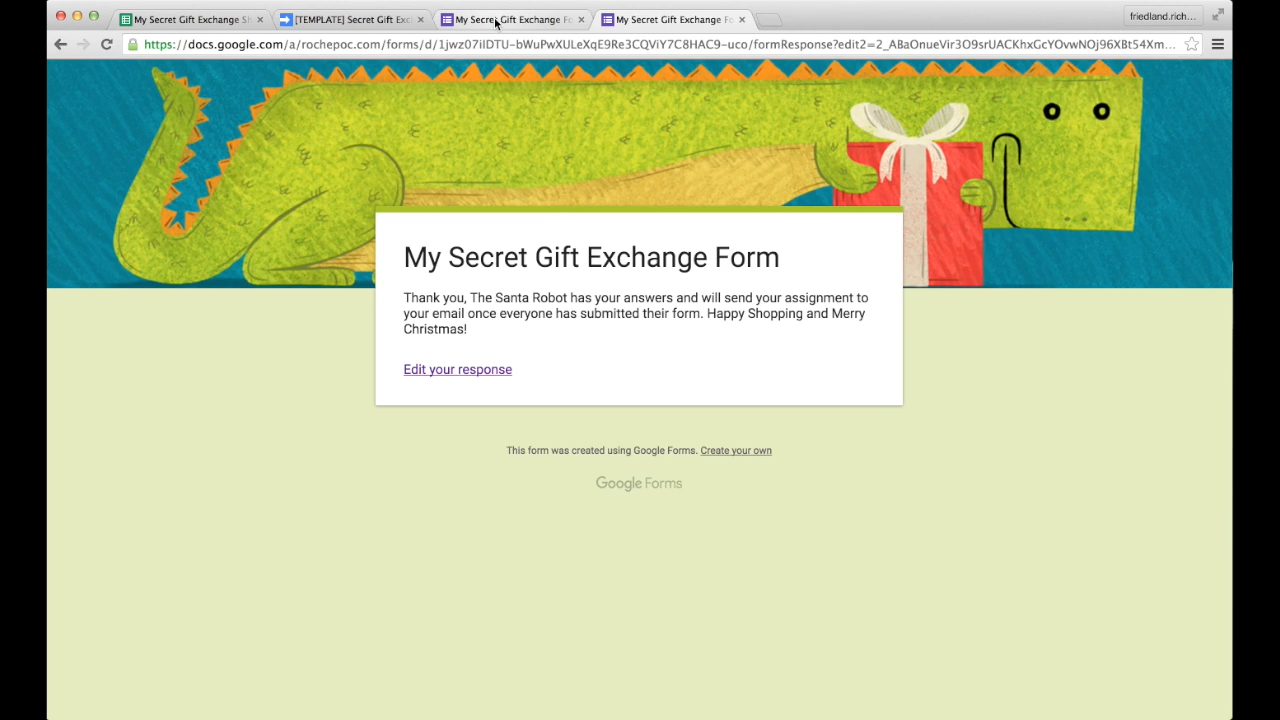 My Secret Gift Exchange Sh
[TEMPLATE] Secret Gift Exc
My Secret Gift Exchange Fo
My Secret Gift Exchange Fo
friedland.rich...
https://docs.google.com/a/rochepoc.com/forms/d/1jwz07iIDTU-bWuPwXULeXqE9Re3CQViY7C8HAC9-uco/formResponse?edit2=2_ABaOnueVir3O9srUACKhxGcYOvwNOj96XBt54Xm...
My Secret Gift Exchange Form
Thank you, The Santa Robot has your answers and will send your assignment to
your email once everyone has submitted their form. Happy Shopping and Merry
Christmas!
Edit your response
This form was created using Google Forms. Create your own
Google Forms